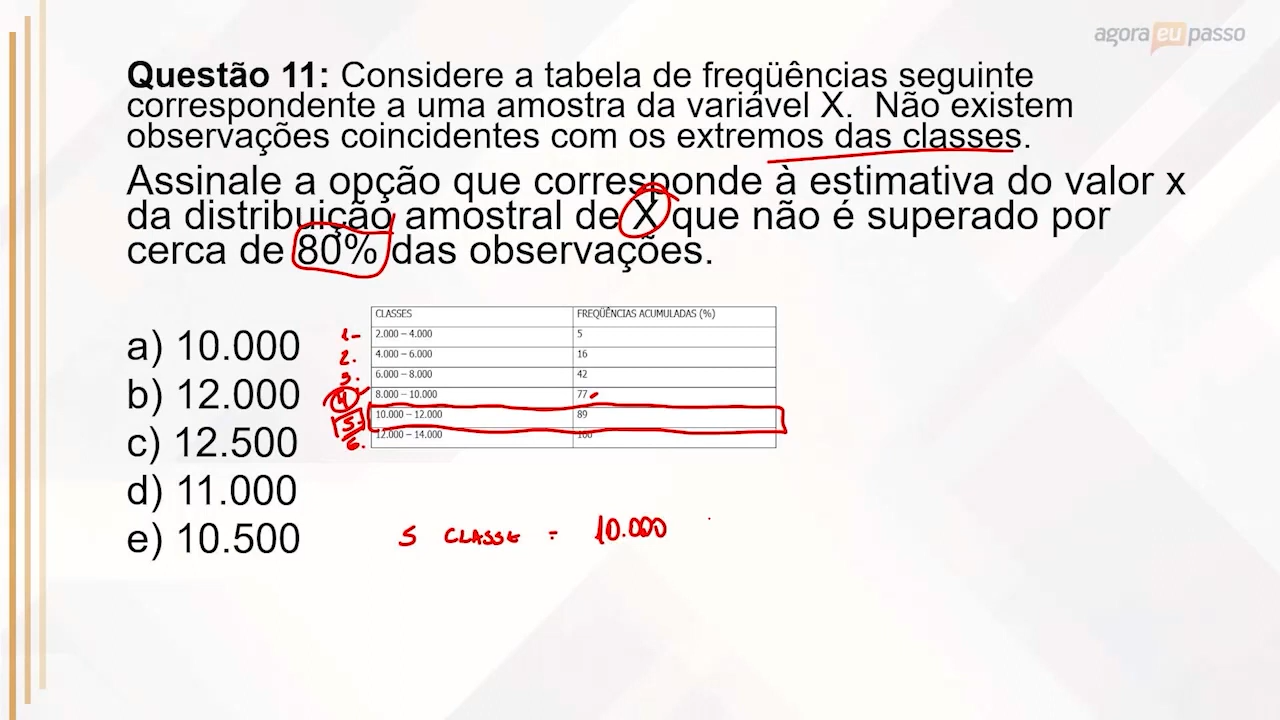 agora eu passo
Questão 11: Considere a tabela de freqüências seguinte
correspondente a uma amostra da variável X. Não existem
observações coincidentes com os extremos das classes.
Assinale a opção que corresponde à estimativa do valor x
da distribuição amostral de X que não é superado por
cerca de 80% das observações.
a) 10.000
b) 12.000
c) 12.500
d) 11.000
e) 10.500
CLASSES FREQÜÊNCIAS ACUMULADAS (%)
1- 2.000 – 4.000 5
2. 4.000 – 6.000 16
3. 6.000 – 8.000 42
4 8.000 – 10.000 77
5. 10.000 – 12.000 89
6. 12.000 – 14.000 100
5 CLASSE = 10.000